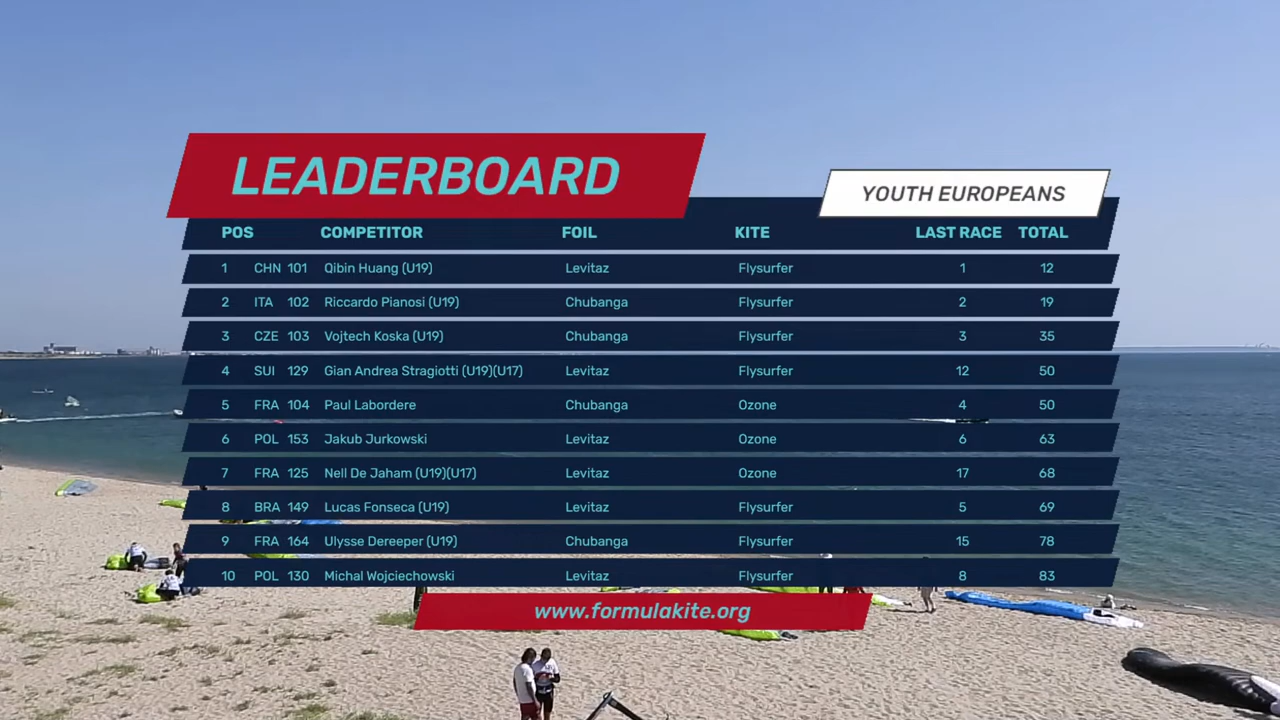 LEADERBOARD
YOUTH EUROPEANS
POS COMPETITOR FOIL KITE LAST RACE TOTAL
1 CHN 101 Qibin Huang (U19) Levitaz Flysurfer 1 12
2 ITA 102 Riccardo Pianosi (U19) Chubanga Flysurfer 2 19
3 CZE 103 Vojtech Koska (U19) Chubanga Flysurfer 3 35
4 SUI 129 Gian Andrea Stragiotti (U19)(U17) Levitaz Flysurfer 12 50
5 FRA 104 Paul Labordere Chubanga Ozone 4 50
6 POL 153 Jakub Jurkowski Levitaz Ozone 6 63
7 FRA 125 Nell De Jaham (U19)(U17) Levitaz Ozone 17 68
8 BRA 149 Lucas Fonseca (U19) Levitaz Flysurfer 5 69
9 FRA 164 Ulysse Dereeper (U19) Chubanga Flysurfer 15 78
10 POL 130 Michal Wojciechowski Levitaz Flysurfer 8 83
www.formulakite.org